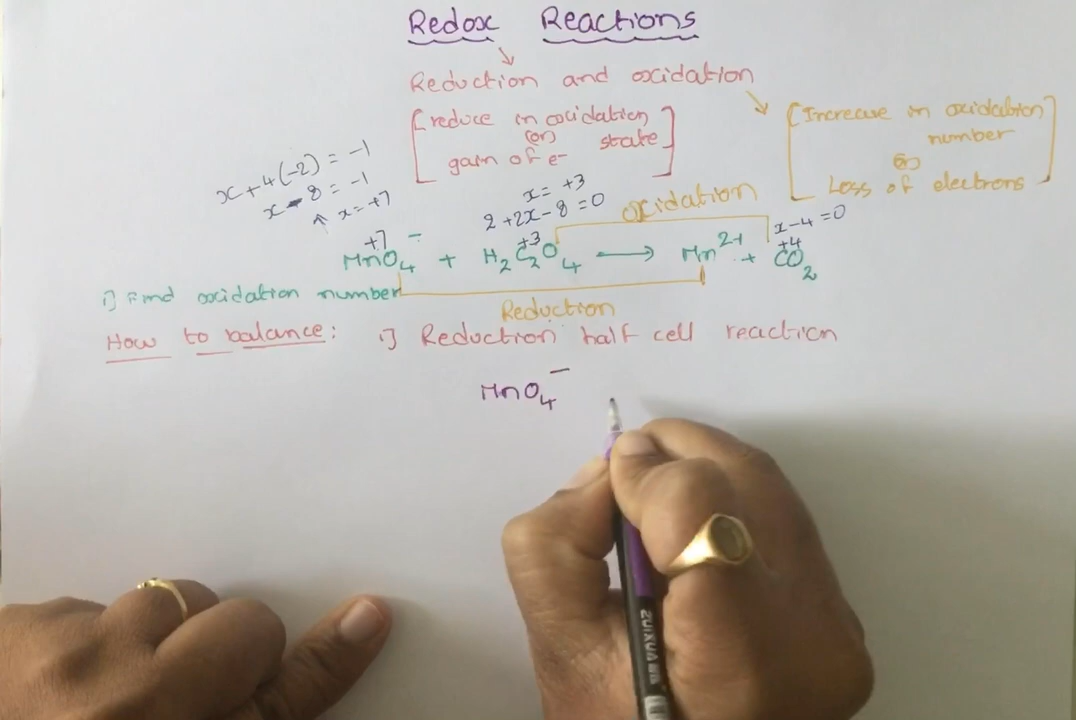 Redox Reactions
Reduction and oxidation
[reduce in oxidation state
(or)
gain of e-]
[Increase in oxidation number
(or)
Loss of electrons]
x+4(-2) = -1
x-8 = -1
x=+7
x= +3
2+2x-8=0
oxidation
x-4=0
+7 +3 +4
MnO4⁻ + H2C2O4 → Mn2+ + CO2
1] Find oxidation number
Reduction
How to balance: 1] Reduction half cell reaction
MnO4⁻
ZUIXUA